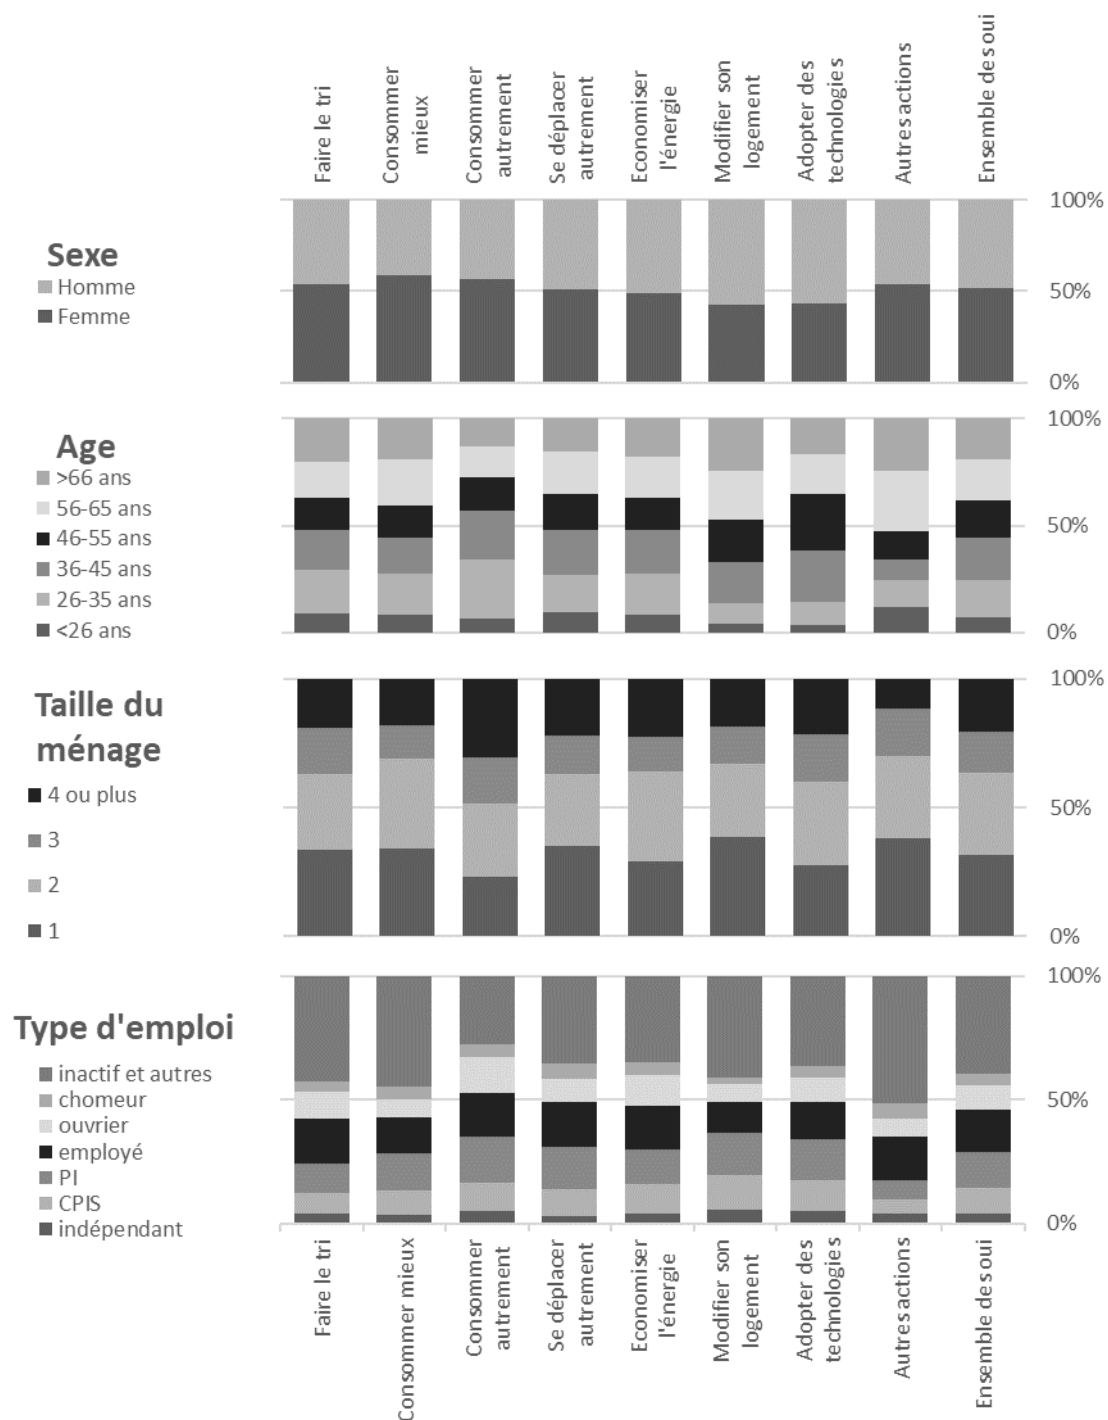 Faire le tri
Consommer
mieux
Consommer
autrement
Se déplacer
autrement
Economiser
l'énergie
Modifier son
logement
Adopter des
technologies
Autres actions
Ensemble des oui
Sexe
Homme
Femme
100%
50%
0%
Age
>66 ans
56-65 ans
46-55 ans
36-45 ans
26-35 ans
<26 ans
100%
50%
0%
Taille du
ménage
4 ou plus
3
2
1
100%
50%
0%
Type d'emploi
inactif et autres
chomeur
ouvrier
employé
PI
CPIS
indépendant
100%
50%
0%
Faire le tri
Consommer mieux
Consommer
autrement
Se déplacer
autrement
Economiser
l'énergie
Modifier son
logement
Adopter des
technologies
Autres actions
Ensemble des oui